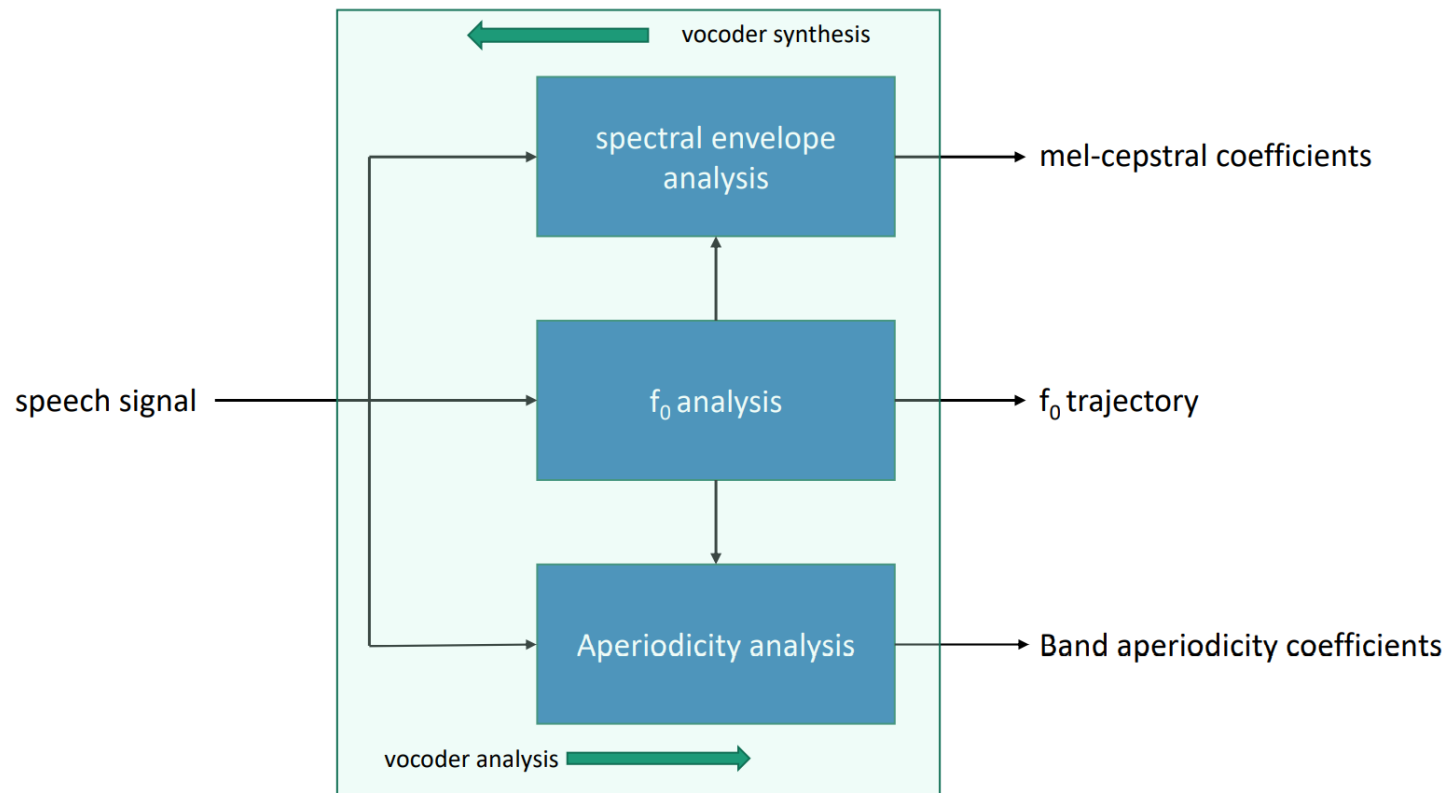 vocoder synthesis
spectral envelope
analysis
mel-cepstral coefficients
speech signal
f₀ analysis
f₀ trajectory
Aperiodicity analysis
Band aperiodicity coefficients
vocoder analysis